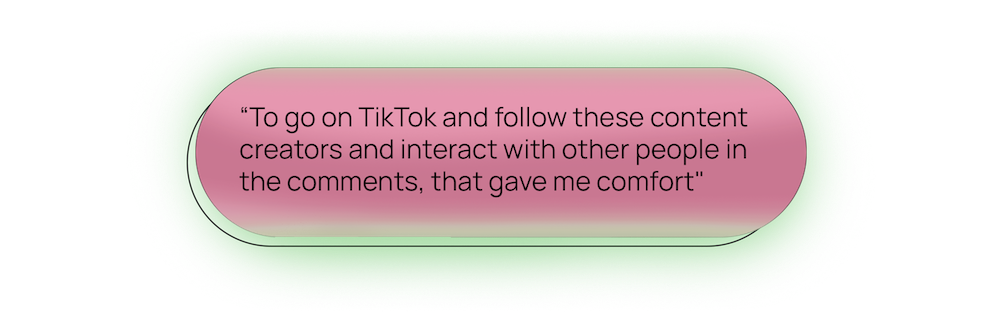 “To go on TikTok and follow these content
creators and interact with other people in
the comments, that gave me comfort"